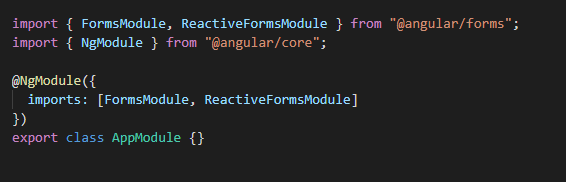 import { FormsModule, ReactiveFormsModule } from "@angular/forms";
import { NgModule } from "@angular/core";
@NgModule({
imports: [FormsModule, ReactiveFormsModule]
})
export class AppModule {}